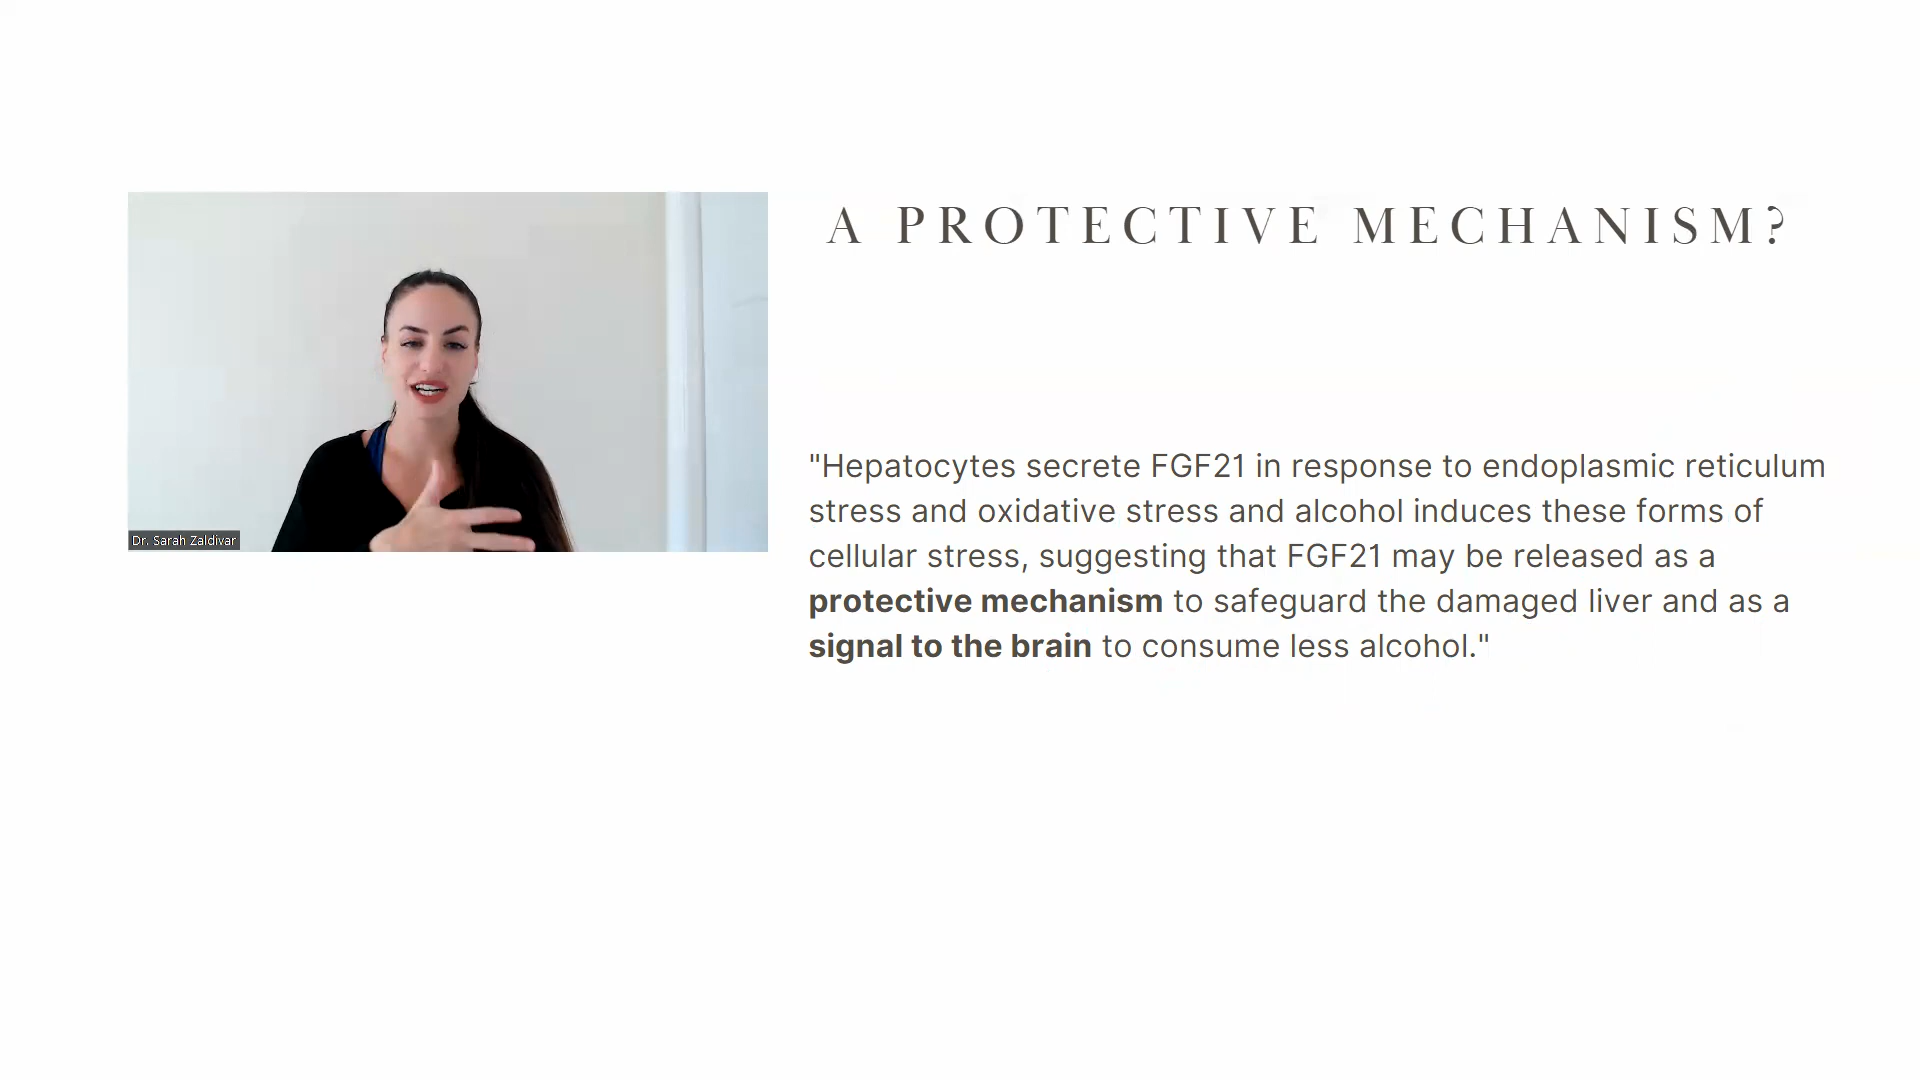 A PROTECTIVE MECHANISM?
"Hepatocytes secrete FGF21 in response to endoplasmic reticulum
stress and oxidative stress and alcohol induces these forms of
cellular stress, suggesting that FGF21 may be released as a
protective mechanism to safeguard the damaged liver and as a
signal to the brain to consume less alcohol."
Dr. Sarah Zaldivar